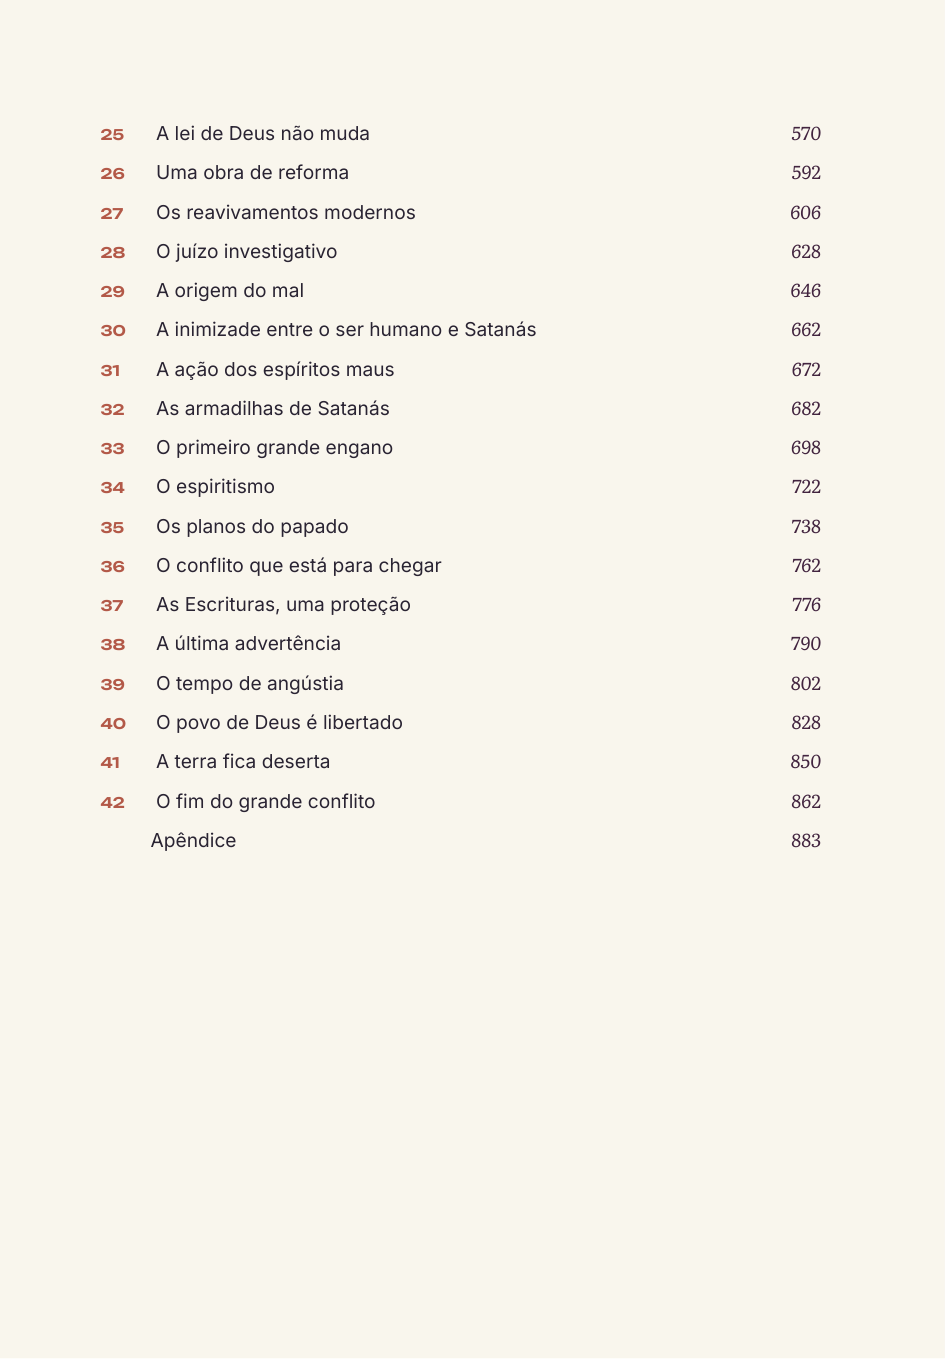 25 A lei de Deus não muda 570
26 Uma obra de reforma 592
27 Os reavivamentos modernos 606
28 O juízo investigativo 628
29 A origem do mal 646
30 A inimizade entre o ser humano e Satanás 662
31 A ação dos espíritos maus 672
32 As armadilhas de Satanás 682
33 O primeiro grande engano 698
34 O espiritismo 722
35 Os planos do papado 738
36 O conflito que está para chegar 762
37 As Escrituras, uma proteção 776
38 A última advertência 790
39 O tempo de angústia 802
40 O povo de Deus é libertado 828
41 A terra fica deserta 850
42 O fim do grande conflito 862
Apêndice 883